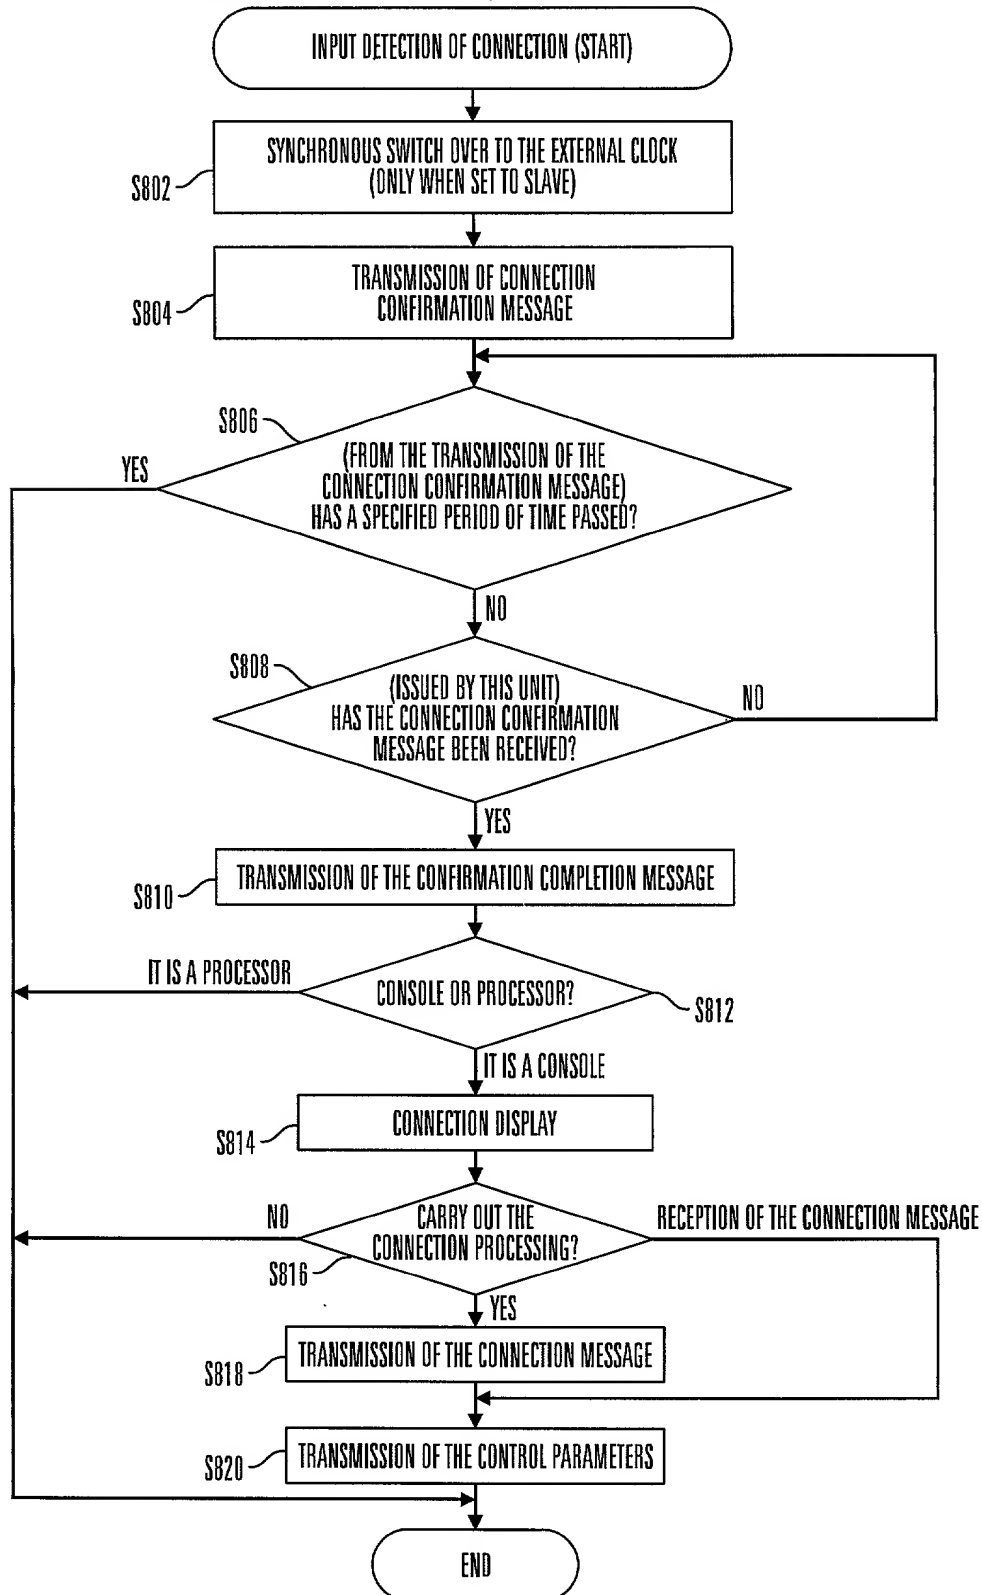 INPUT DETECTION OF CONNECTION (START)
SYNCHRONOUS SWITCH OVER TO THE EXTERNAL CLOCK
(ONLY WHEN SET TO SLAVE)
S802
TRANSMISSION OF CONNECTION
CONFIRMATION MESSAGE
S804
S806
YES
(FROM THE TRANSMISSION OF THE
CONNECTION CONFIRMATION MESSAGE)
HAS A SPECIFIED PERIOD OF TIME PASSED?
NO
S808
(ISSUED BY THIS UNIT)
HAS THE CONNECTION CONFIRMATION
MESSAGE BEEN RECEIVED?
NO
YES
TRANSMISSION OF THE CONFIRMATION COMPLETION MESSAGE
S810
IT IS A PROCESSOR
CONSOLE OR PROCESSOR?
S812
IT IS A CONSOLE
CONNECTION DISPLAY
S814
NO
CARRY OUT THE
CONNECTION PROCESSING?
RECEPTION OF THE CONNECTION MESSAGE
S816
YES
TRANSMISSION OF THE CONNECTION MESSAGE
S818
TRANSMISSION OF THE CONTROL PARAMETERS
S820
END